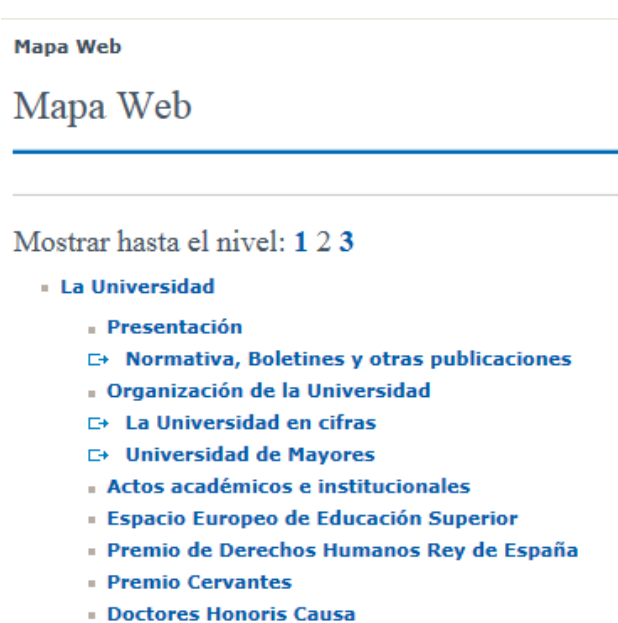 Mapa Web
Mapa Web
Mostrar hasta el nivel: 1 2 3
La Universidad
Presentación
Normativa, Boletines y otras publicaciones
Organización de la Universidad
La Universidad en cifras
Universidad de Mayores
Actos académicos e institucionales
Espacio Europeo de Educación Superior
Premio de Derechos Humanos Rey de España
Premio Cervantes
Doctores Honoris Causa